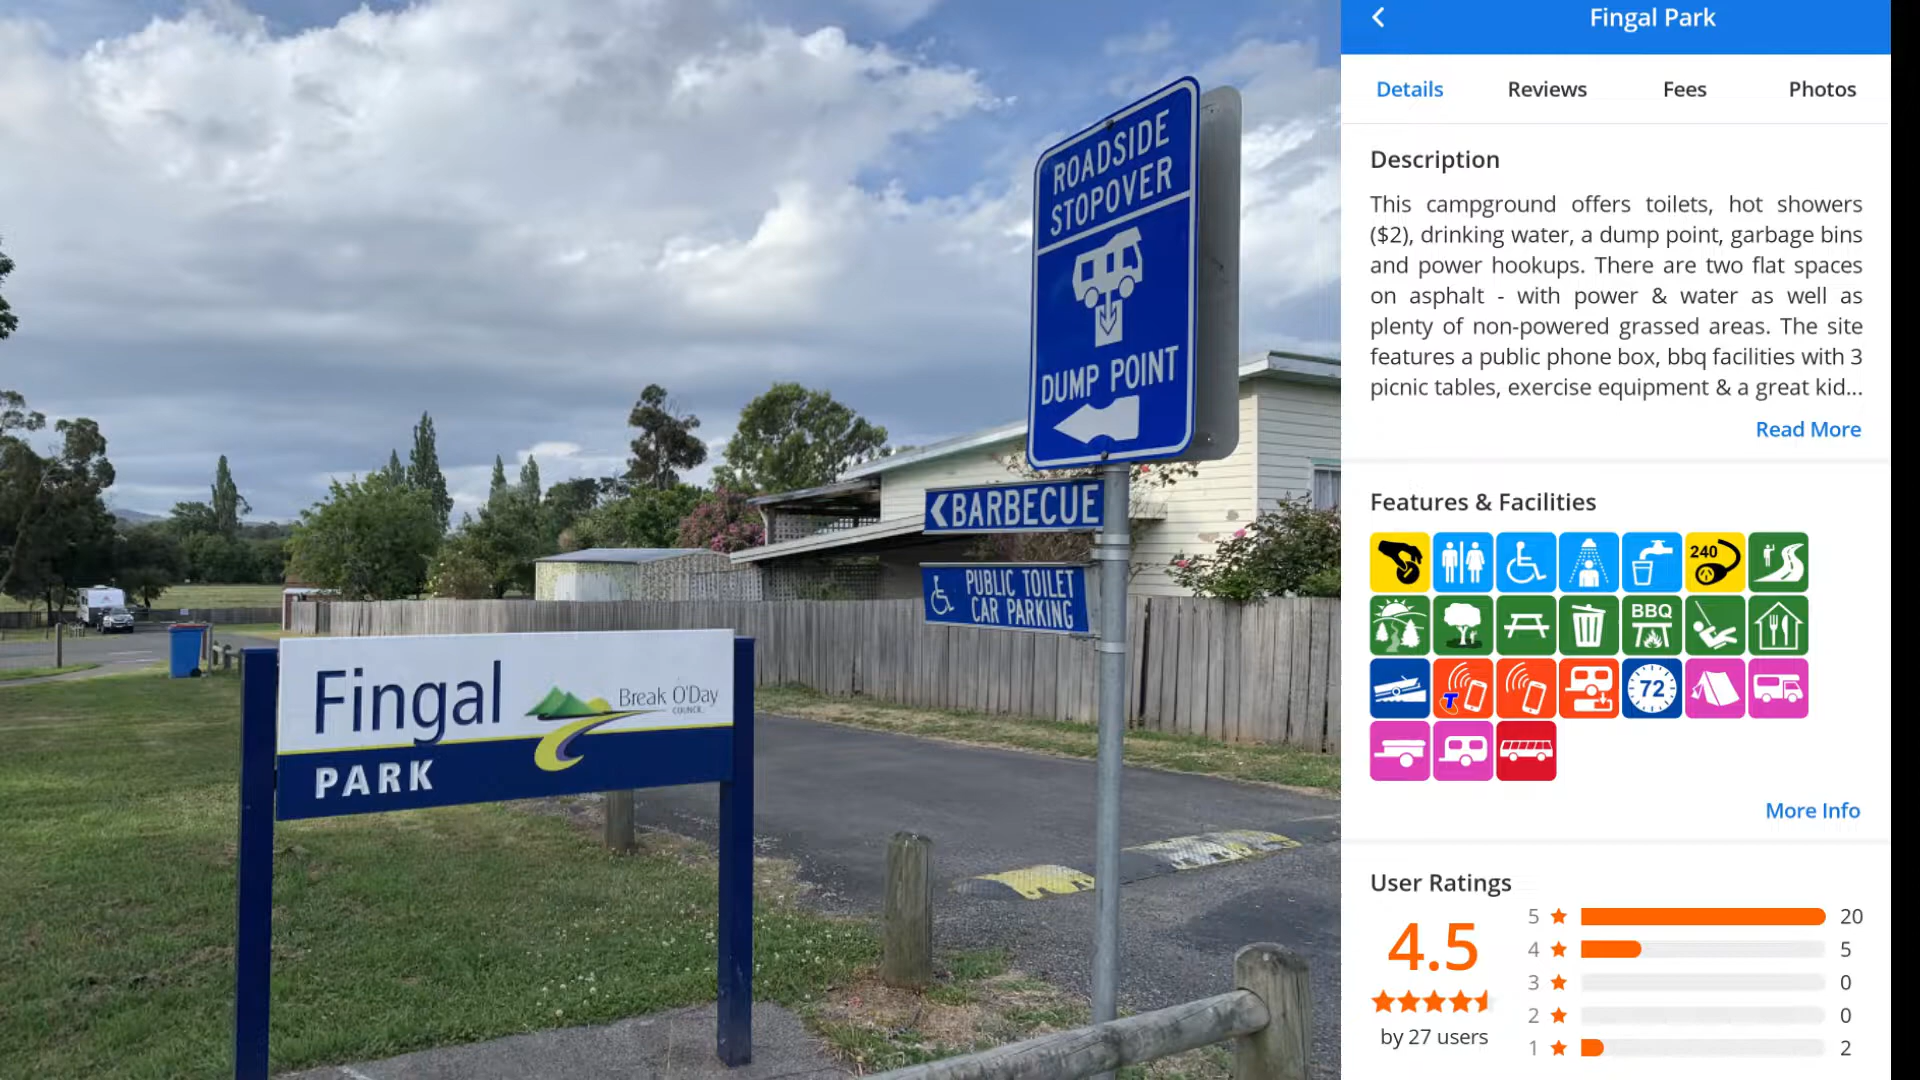 ROADSIDE
STOPOVER
DUMP POINT
BARBECUE
PUBLIC TOILET
CAR PARKING
Fingal
Break O'Day
COUNCIL
PARK
Fingal Park
Details Reviews Fees Photos
Description
This campground offers toilets, hot showers
($2), drinking water, a dump point, garbage bins
and power hookups. There are two flat spaces
on asphalt - with power & water as well as
plenty of non-powered grassed areas. The site
features a public phone box, bbq facilities with 3
picnic tables, exercise equipment & a great kid...
Read More
Features & Facilities
240
BBQ
T
72
More Info
User Ratings
4.5
by 27 users
5 20
4 5
3 0
2 0
1 2